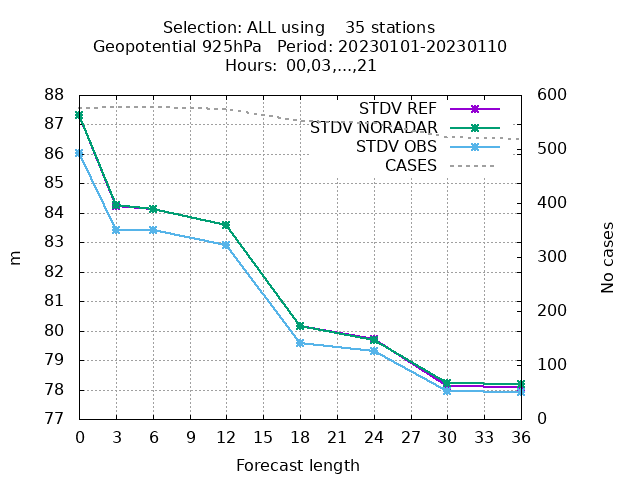 Selection: ALL using    35 stations
Geopotential 925hPa   Period: 20230101-20230110
Hours: 00,03,...,21
STDV REF
STDV NORADAR
STDV OBS
CASES
88
87
86
85
84
83
82
81
80
79
78
77
m
600
500
400
300
200
100
0
No cases
0 3 6 9 12 15 18 21 24 27 30 33 36
Forecast length